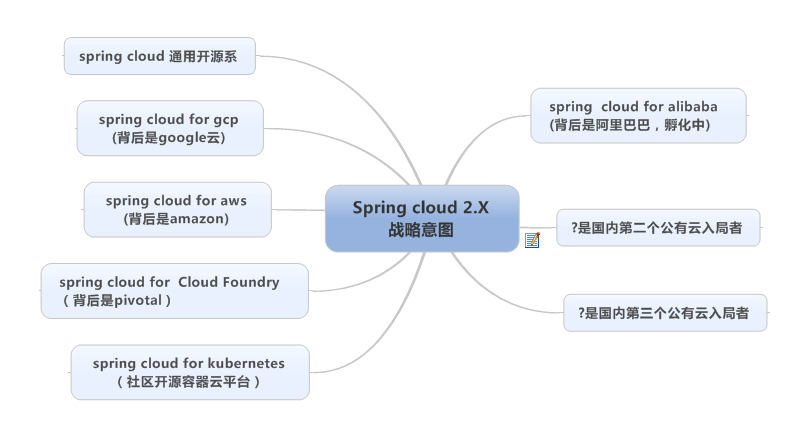 spring cloud 通用开源系
spring cloud for gcp
(背后是google云)
spring cloud for aws
(背后是amazon)
spring cloud for  Cloud Foundry
（背后是pivotal）
spring cloud for kubernetes
（社区开源容器云平台）
Spring cloud 2.X
战略意图
spring  cloud for alibaba
(背后是阿里巴巴，孵化中)
?是国内第二个公有云入局者
?是国内第三个公有云入局者